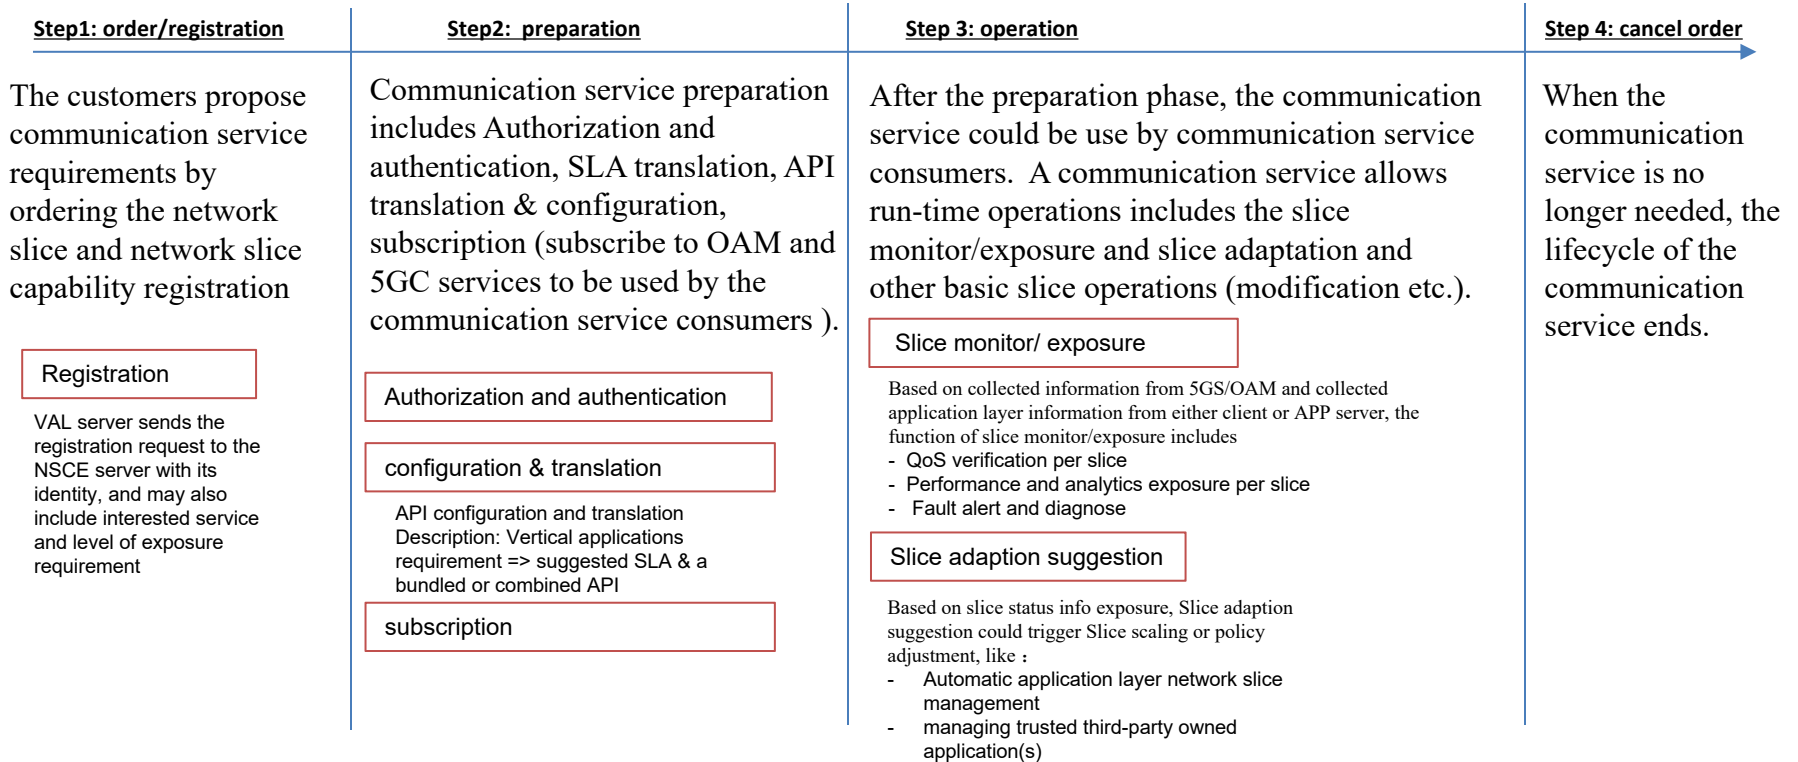 Step1: order/registration
The customers propose
communication service
requirements by
ordering the network
slice and network slice
capability registration
Registration
VAL server sends the
registration request to the
NSCE server with its
identity, and may also
include interested service
and level of exposure
requirement
Step2:  preparation
Communication service preparation
includes Authorization and
authentication, SLA translation, API
translation & configuration,
subscription (subscribe to OAM and
5GC services to be used by the
communication service consumers ).
Authorization and authentication
configuration & translation
API configuration and translation
Description: Vertical applications
requirement => suggested SLA & a
bundled or combined API
subscription
Step 3: operation
After the preparation phase, the communication
service could be use by communication service
consumers.  A communication service allows
run-time operations includes the slice
monitor/exposure and slice adaptation and
other basic slice operations (modification etc.).
Slice monitor/ exposure
Based on collected information from 5GS/OAM and collected
application layer information from either client or APP server, the
function of slice monitor/exposure includes
- QoS verification per slice
- Performance and analytics exposure per slice
- Fault alert and diagnose
Slice adaption suggestion
Based on slice status info exposure, Slice adaption
suggestion could trigger Slice scaling or policy
adjustment, like：
- Automatic application layer network slice
management
- managing trusted third-party owned
application(s)
Step 4: cancel order
When the
communication
service is no
longer needed, the
lifecycle of the
communication
service ends.